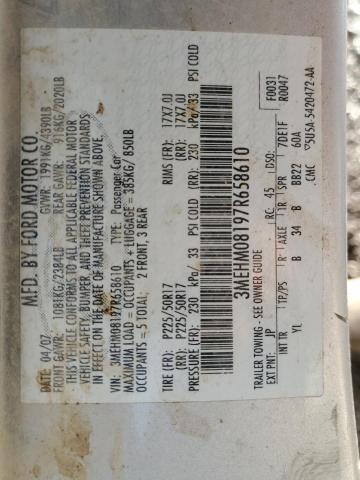 MFD. BY FORD MOTOR CO.
DATE: 04/07 GVWR: 1991KG/4390LB
FRONT GAWR: 1081KG/2384LB REAR GAWR: 916KG/2020LB
THIS VEHICLE CONFORMS TO ALL APPLICABLE FEDERAL MOTOR
VEHICLE SAFETY, BUMPER, AND THEFT PREVENTION STANDARDS
IN EFFECT ON THE DATE OF MANUFACTURE SHOWN ABOVE.
VIN: 3MEHM08197R658610 TYPE: Passenger Car
MAXIMUM LOAD = OCCUPANTS + LUGGAGE = 385KG/ 850LB
OCCUPANTS = 5 TOTAL: 2 FRONT, 3 REAR
TIRE (FR): P225/50R17 RIMS (FR): 17X7.0J
(RR): P225/50R17 (RR): 17X7.0J
PRESSURE (FR): 230 kPa/ 33 PSI COLD (RR): 230 kPa/ 33 PSI COLD
3MEHM08197R658610
TRAILER TOWING - SEE OWNER GUIDE
F0031
R0047
EXT PNT: JP RC: 45 DSO:
INT TR TP/PS R AXLE TR SPR 7DE1F
YL B 34 B BB22 60A
CMC 5U5A-5420472-AA